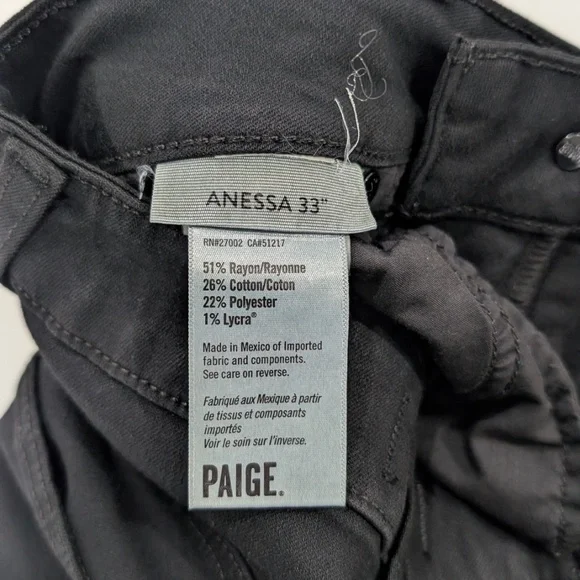 ANESSA 33"
RN#27002 CA#51217
51% Rayon/Rayonne
26% Cotton/Coton
22% Polyester
1% Lycra®
Made in Mexico of Imported
fabric and components.
See care on reverse.
Fabriqué aux Mexique à partir
de tissus et composants
importés
Voir le soin sur l'inverse.
PAIGE®